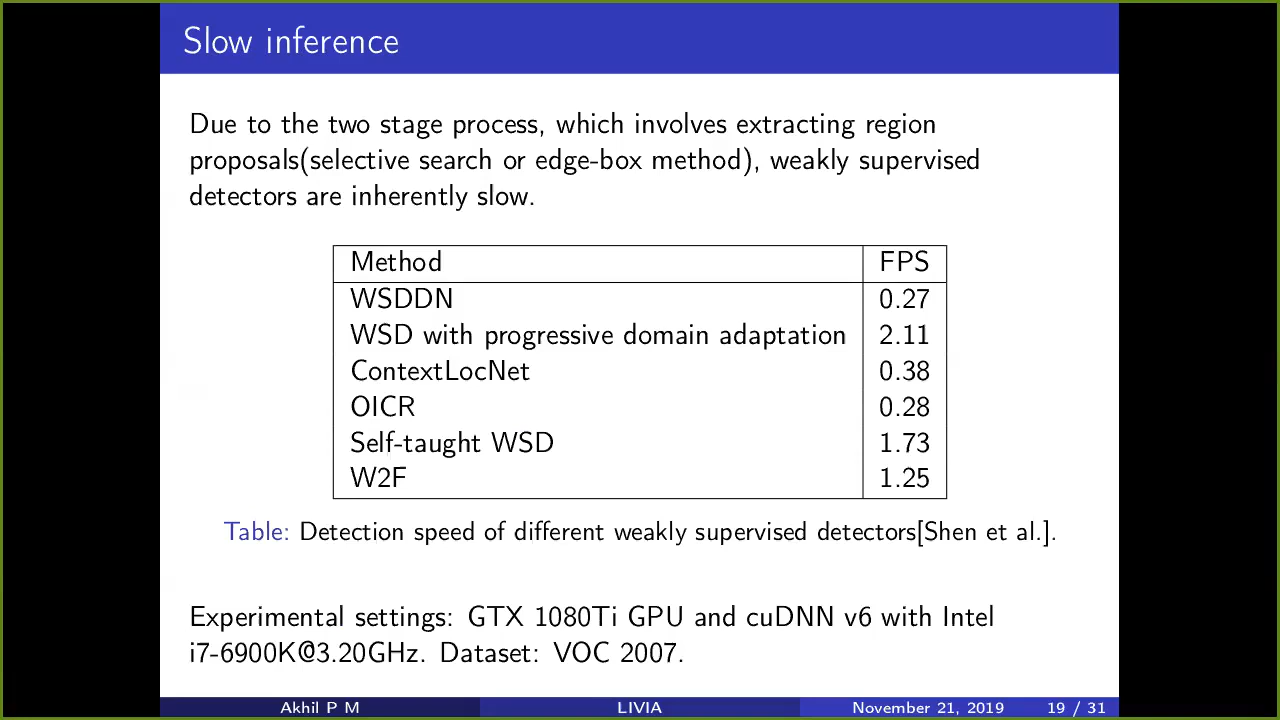 Slow inference
Due to the two stage process, which involves extracting region
proposals(selective search or edge-box method), weakly supervised
detectors are inherently slow.
Method FPS
WSDDN 0.27
WSD with progressive domain adaptation 2.11
ContextLocNet 0.38
OICR 0.28
Self-taught WSD 1.73
W2F 1.25
Table: Detection speed of different weakly supervised detectors[Shen et al.].
Experimental settings: GTX 1080Ti GPU and cuDNN v6 with Intel
i7-6900K@3.20GHz. Dataset: VOC 2007.
Akhil P M LIVIA November 21, 2019 19 / 31